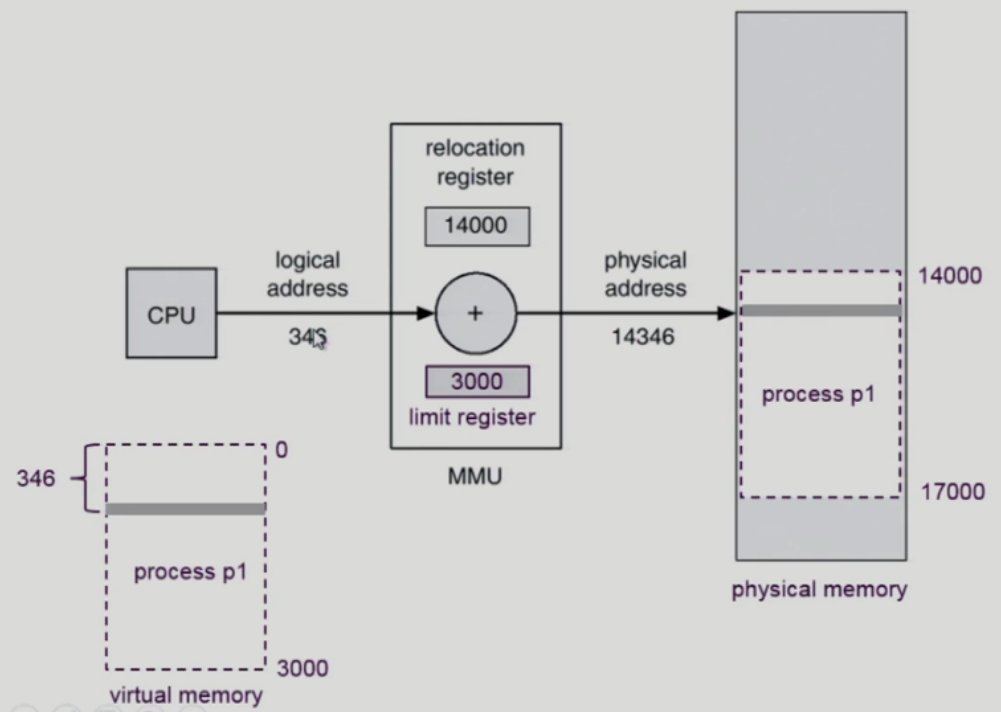 relocation
register
14000
logical
address
physical
address
14000
CPU
+
346
14346
3000
limit register
process p1
MMU
17000
physical memory
0
346
process p1
3000
virtual memory